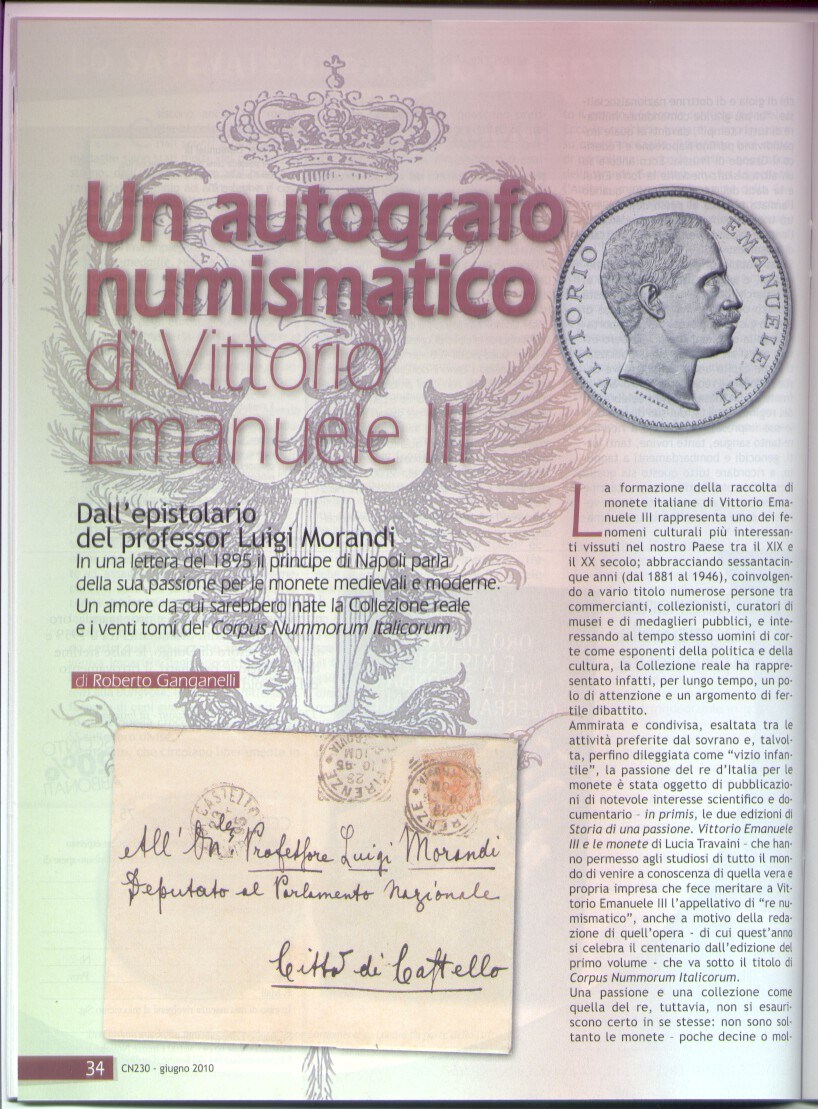 Un autografo
numismatico
di Vittorio
Emanuele III
VITTORIO EMANUELE III
Dall'epistolario
del professor Luigi Morandi
In una lettera del 1895 il principe di Napoli parla
della sua passione per le monete medievali e moderne.
Un amore da cui sarebbero nate la Collezione reale
e i venti tomi del Corpus Nummorum Italicorum
di Roberto Ganganelli
La formazione della raccolta di
monete italiane di Vittorio Ema-
nuele III rappresenta uno dei fe-
nomeni culturali più interessan-
ti vissuti nel nostro Paese tra il XIX e
il XX secolo; abbracciando sessantacin-
que anni (dal 1881 al 1946), coinvolgen-
do a vario titolo numerose persone tra
commercianti, collezionisti, curatori di
musei e di medaglieri pubblici, e inte-
ressando al tempo stesso uomini di cor-
te come esponenti della politica e della
cultura, la Collezione reale ha rappre-
sentato infatti, per lungo tempo, un po-
lo di attenzione e un argomento di fer-
tile dibattito.
Ammirata e condivisa, esaltata tra le
attività preferite dal sovrano e, talvol-
ta, perfino dileggiata come "vizio infan-
tile", la passione del re d'Italia per le
monete è stata oggetto di pubblicazio-
ni di notevole interesse scientifico e do-
cumentario - in primis, le due edizioni di
Storia di una passione. Vittorio Emanuele
III e le monete di Lucia Travaini - che han-
no permesso agli studiosi di tutto il mon-
do di venire a conoscenza di quella vera e
propria impresa che fece meritare a Vit-
torio Emanuele III l'appellativo di "re nu-
mismatico", anche a motivo della reda-
zione di quell'opera - di cui quest'anno
si celebra il centenario dall'edizione del
primo volume - che va sotto il titolo di
Corpus Nummorum Italicorum.
Una passione e una collezione come
quella del re, tuttavia, non si esauri-
scono certo in se stesse: non sono sol-
tanto le monete - poche decine o mol-
FIRENZE
10-95
FIRENZE
CASTELLO
All' On. le Professore Luigi Morandi
Deputato al Parlamento Nazionale
Città di Castello
34 CN230 - giugno 2010